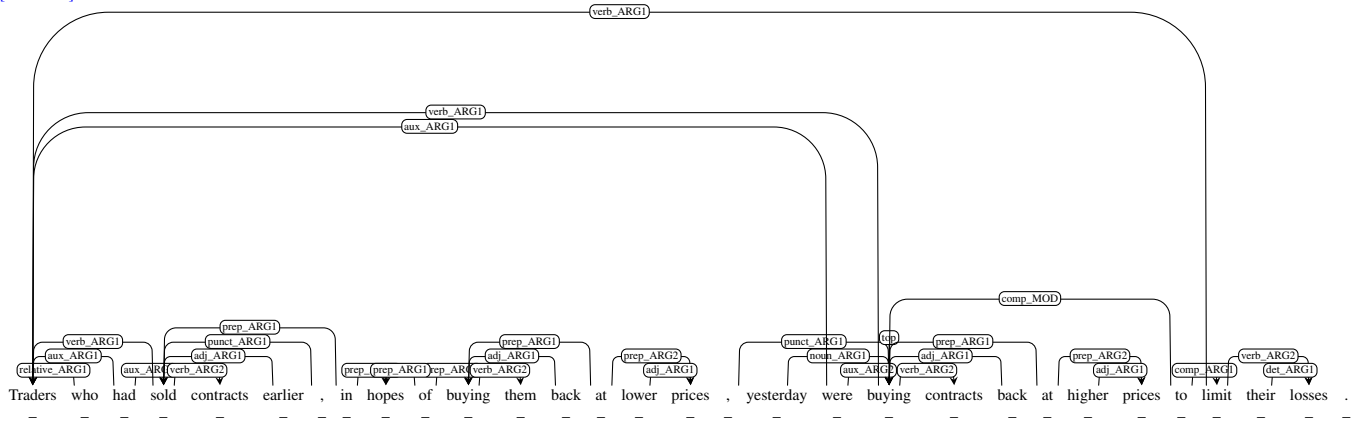 verb_ARG1
verb_ARG1
aux_ARG1
comp_MOD
prep_ARG1
verb_ARG1 punct_ARG1 prep_ARG1 punct_ARG1 top prep_ARG1
aux_ARG1 adj_ARG1 adj_ARG1 prep_ARG2 noun_ARG1 adj_ARG1 prep_ARG2 verb_ARG2
relative_ARG1 verb_ARG2 prep_ARG1 verb_ARG2 adj_ARG1 aux_ARG2 verb_ARG2 adj_ARG1 comp_ARG1 det_ARG1
Traders who had sold contracts earlier , in hopes of buying them back at lower prices , yesterday were buying contracts back at higher prices to limit their losses .
_ _ _ _ _ _ _ _ _ _ _ _ _ _ _ _ _ _ _ _ _ _ _ _ _ _ _ _ _ _